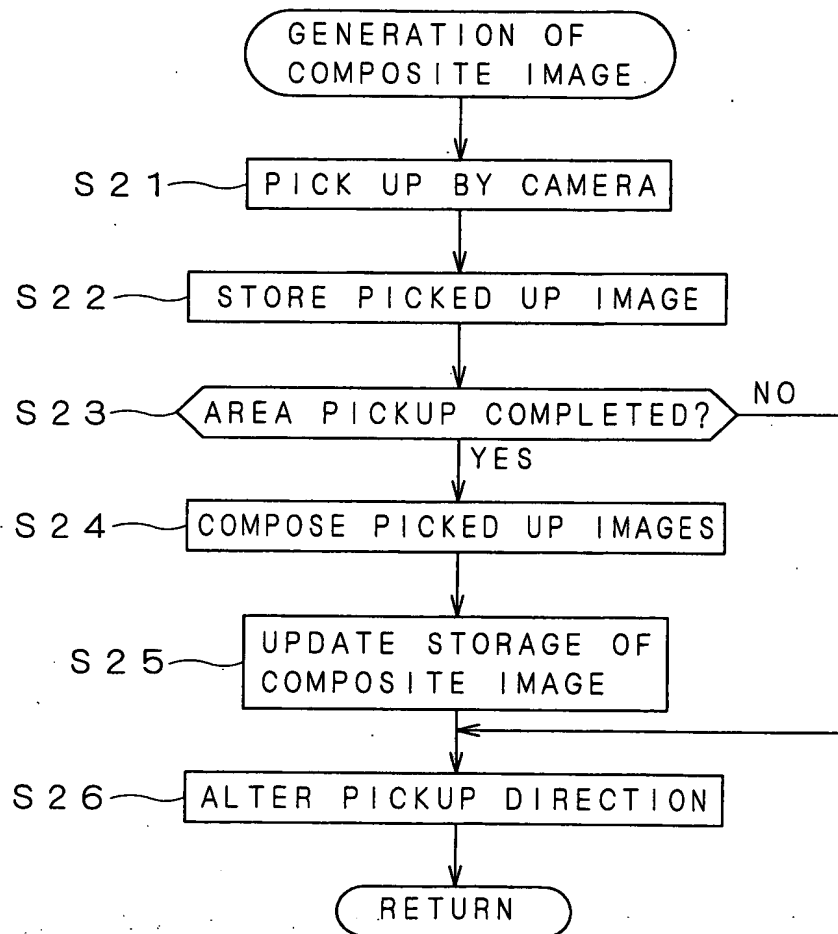 GENERATION OF
COMPOSITE IMAGE
S21
PICK UP BY CAMERA
S22
STORE PICKED UP IMAGE
S23
AREA PICKUP COMPLETED?
NO
YES
S24
COMPOSE PICKED UP IMAGES
S25
UPDATE STORAGE OF
COMPOSITE IMAGE
S26
ALTER PICKUP DIRECTION
RETURN